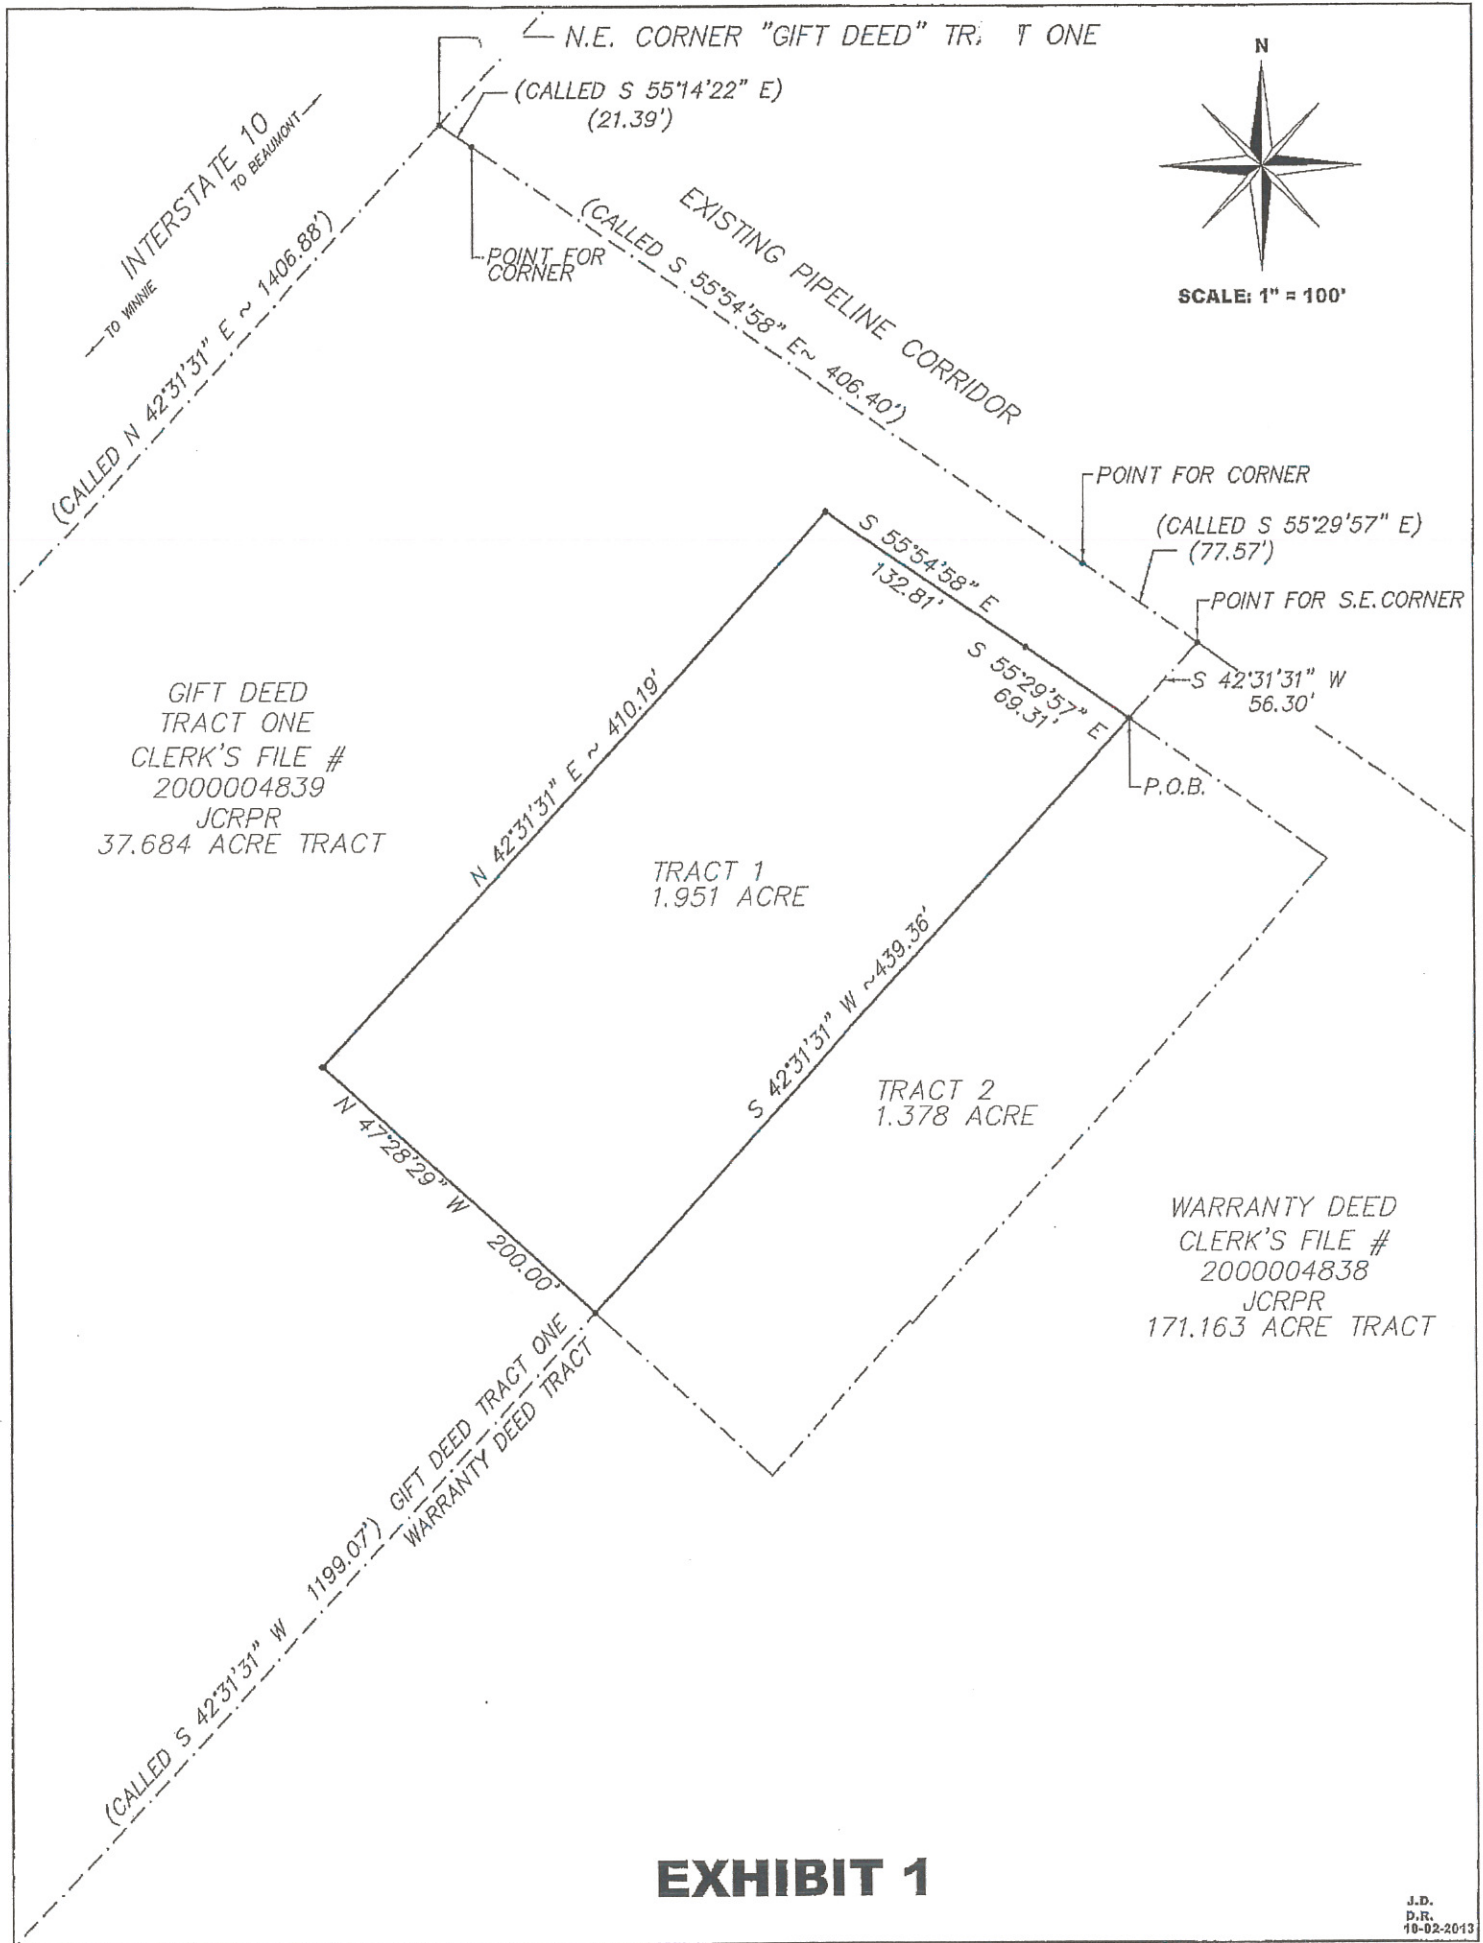 N.E. CORNER "GIFT DEED" TR T ONE
(CALLED S 55°14'22" E)
(21.39')
N
INTERSTATE 10
TO BEAUMONT
TO WINNIE
(CALLED N 42°31'31" E ~ 1406.88')
POINT FOR
CORNER
(CALLED S 55°54'58" E~ 406.40')
EXISTING PIPELINE CORRIDOR
SCALE: 1" = 100'
POINT FOR CORNER
(CALLED S 55°29'57" E)
(77.57')
POINT FOR S.E. CORNER
S 55°54'58" E
132.81'
S 55°29'57" E
69.31'
S 42°31'31" W
56.30'
P.O.B.
GIFT DEED
TRACT ONE
CLERK'S FILE #
2000004839
JCRPR
37.684 ACRE TRACT
N 42°31'31" E ~ 410.19'
TRACT 1
1.951 ACRE
S 42°31'31" W ~439.36'
TRACT 2
1.378 ACRE
N 47°28'29" W
200.00'
WARRANTY DEED
CLERK'S FILE #
2000004838
JCRPR
171.163 ACRE TRACT
(CALLED S 42°31'31" W 1199.07')
GIFT DEED TRACT ONE
WARRANTY DEED TRACT
EXHIBIT 1
J.D.
D.R.
10-02-2013